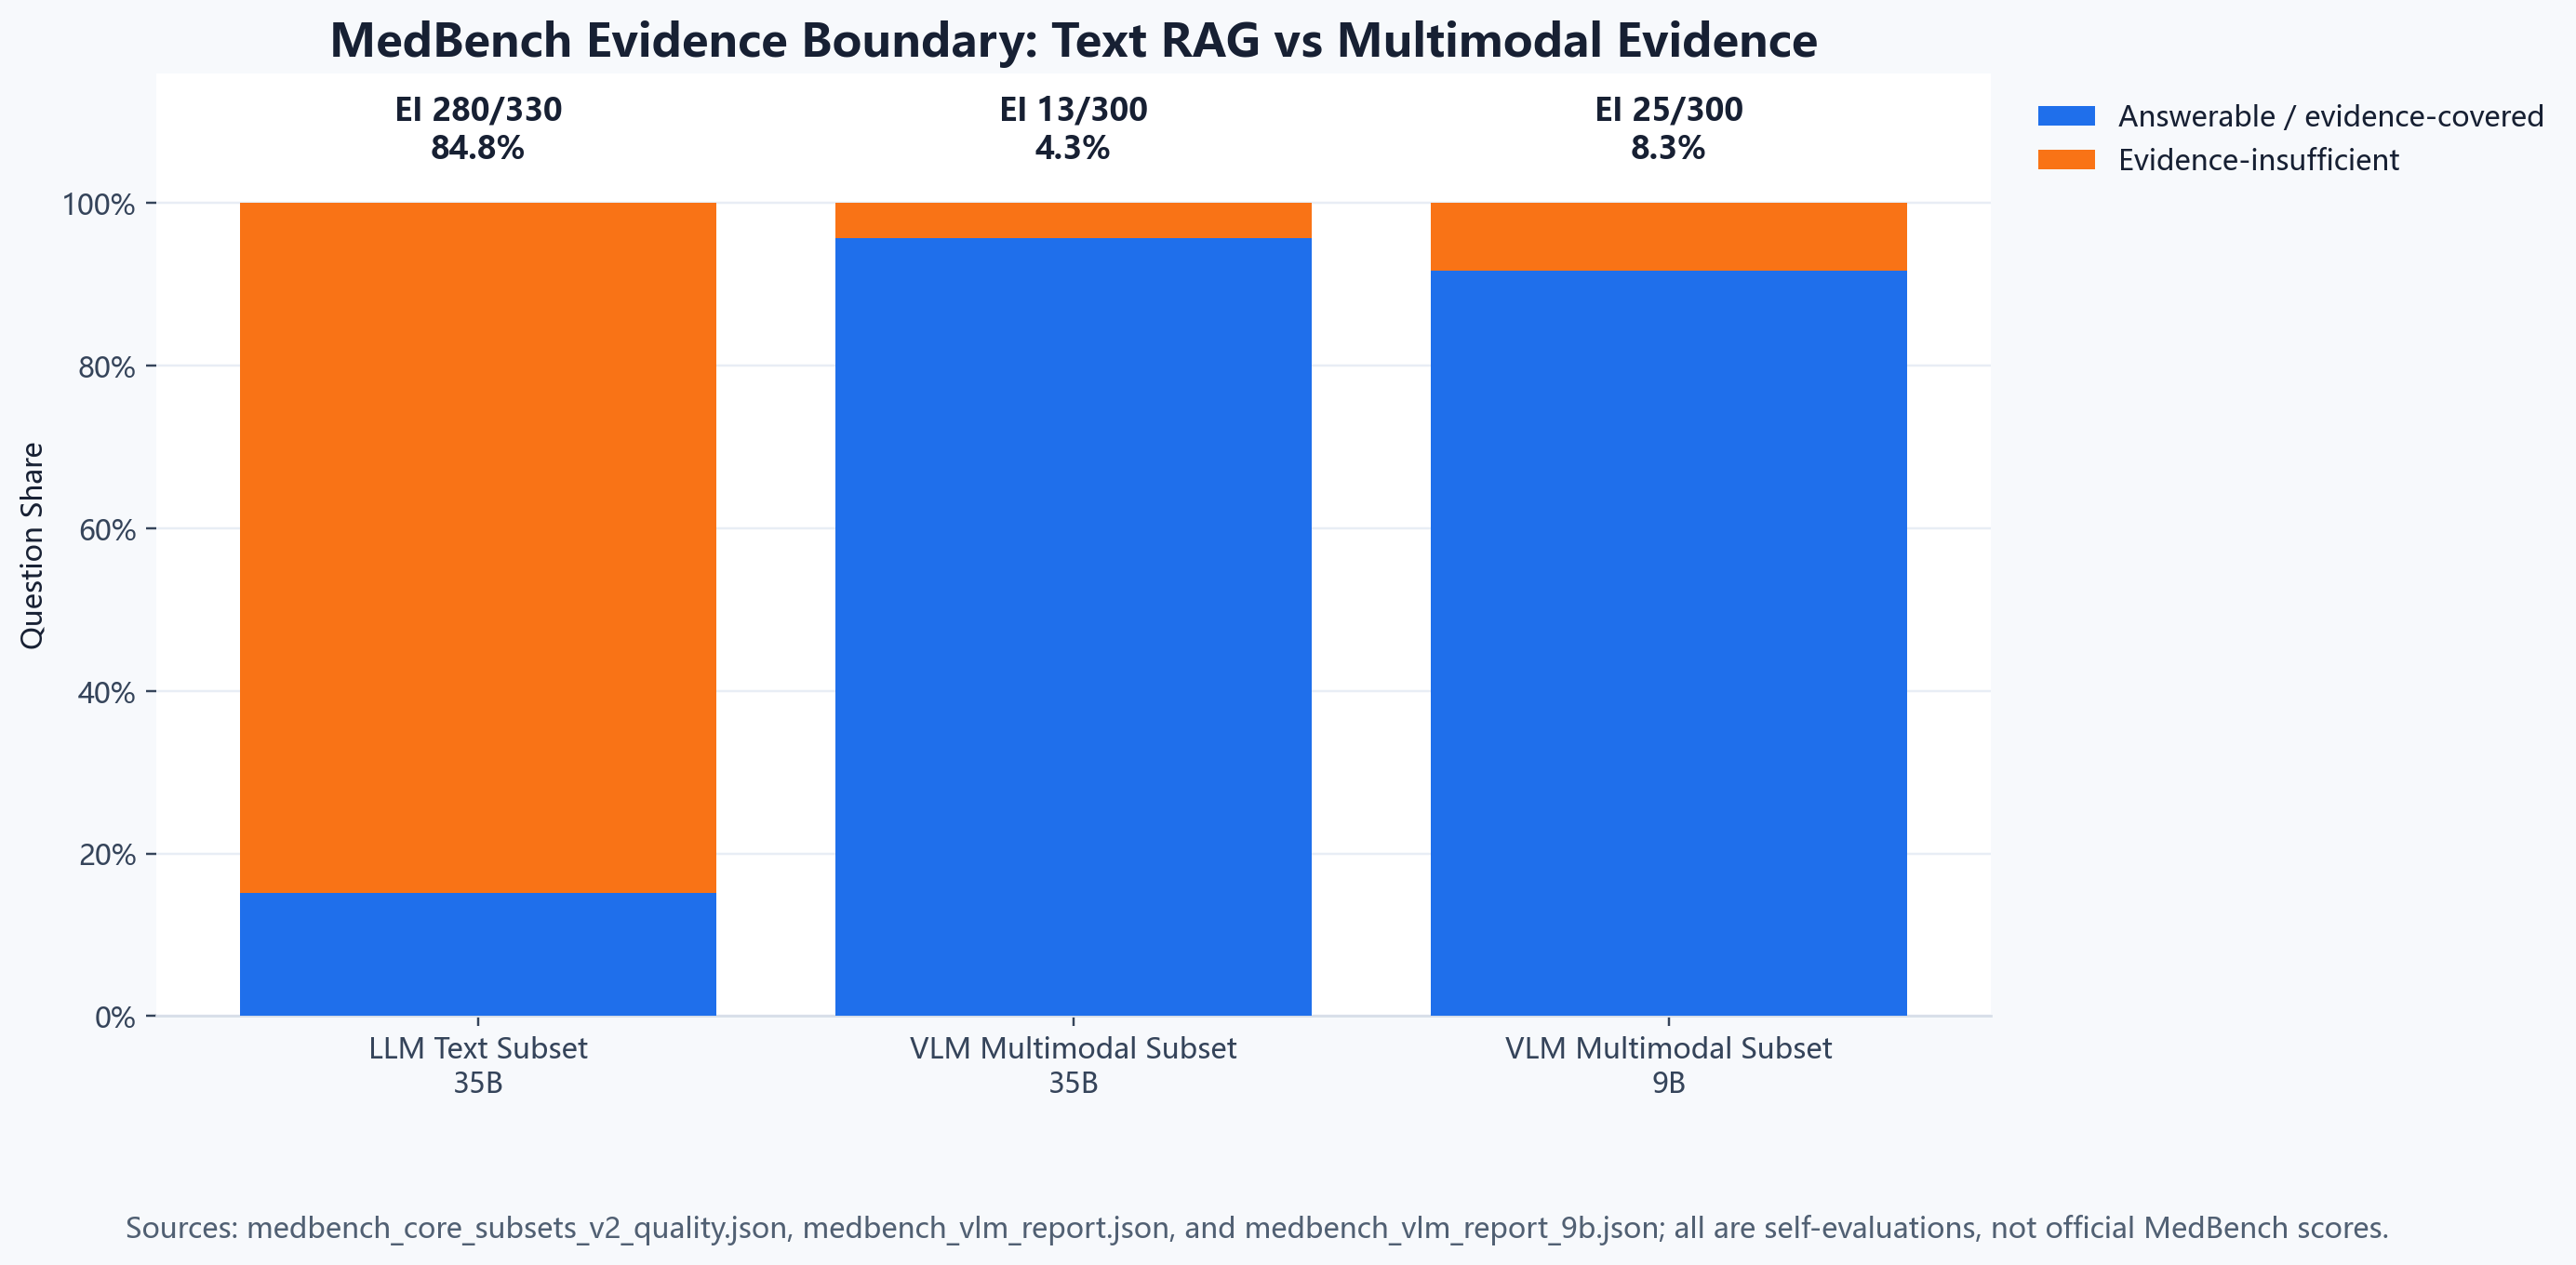 MedBench Evidence Boundary: Text RAG vs Multimodal Evidence
EI 280/330
84.8%
EI 13/300
4.3%
EI 25/300
8.3%
Answerable / evidence-covered
Evidence-insufficient
Question Share
100%
80%
60%
40%
20%
0%
LLM Text Subset
35B
VLM Multimodal Subset
35B
VLM Multimodal Subset
9B
Sources: medbench_core_subsets_v2_quality.json, medbench_vlm_report.json, and medbench_vlm_report_9b.json; all are self-evaluations, not official MedBench scores.